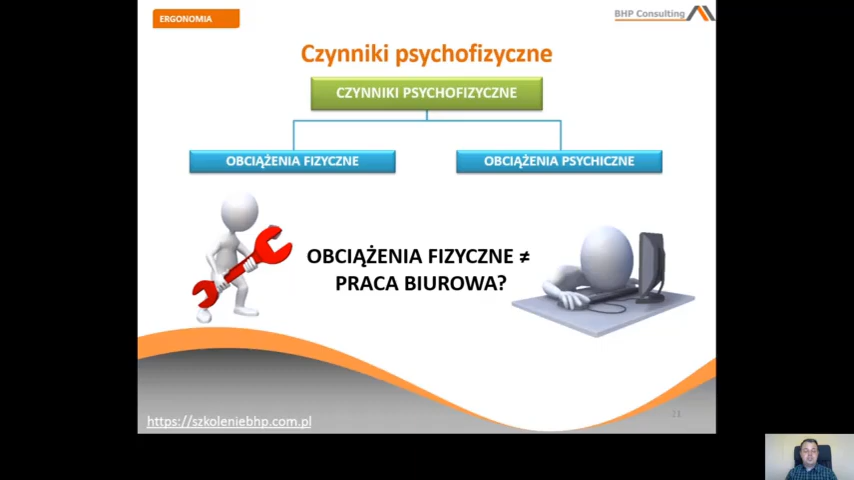 ERGONOMIA
BHP Consulting
Czynniki psychofizyczne
CZYNNIKI PSYCHOFIZYCZNE
OBCIĄŻENIA FIZYCZNE
OBCIĄŻENIA PSYCHICZNE
OBCIĄŻENIA FIZYCZNE ≠
PRACA BIUROWA?
https://szkoleniebhp.com.pl
21